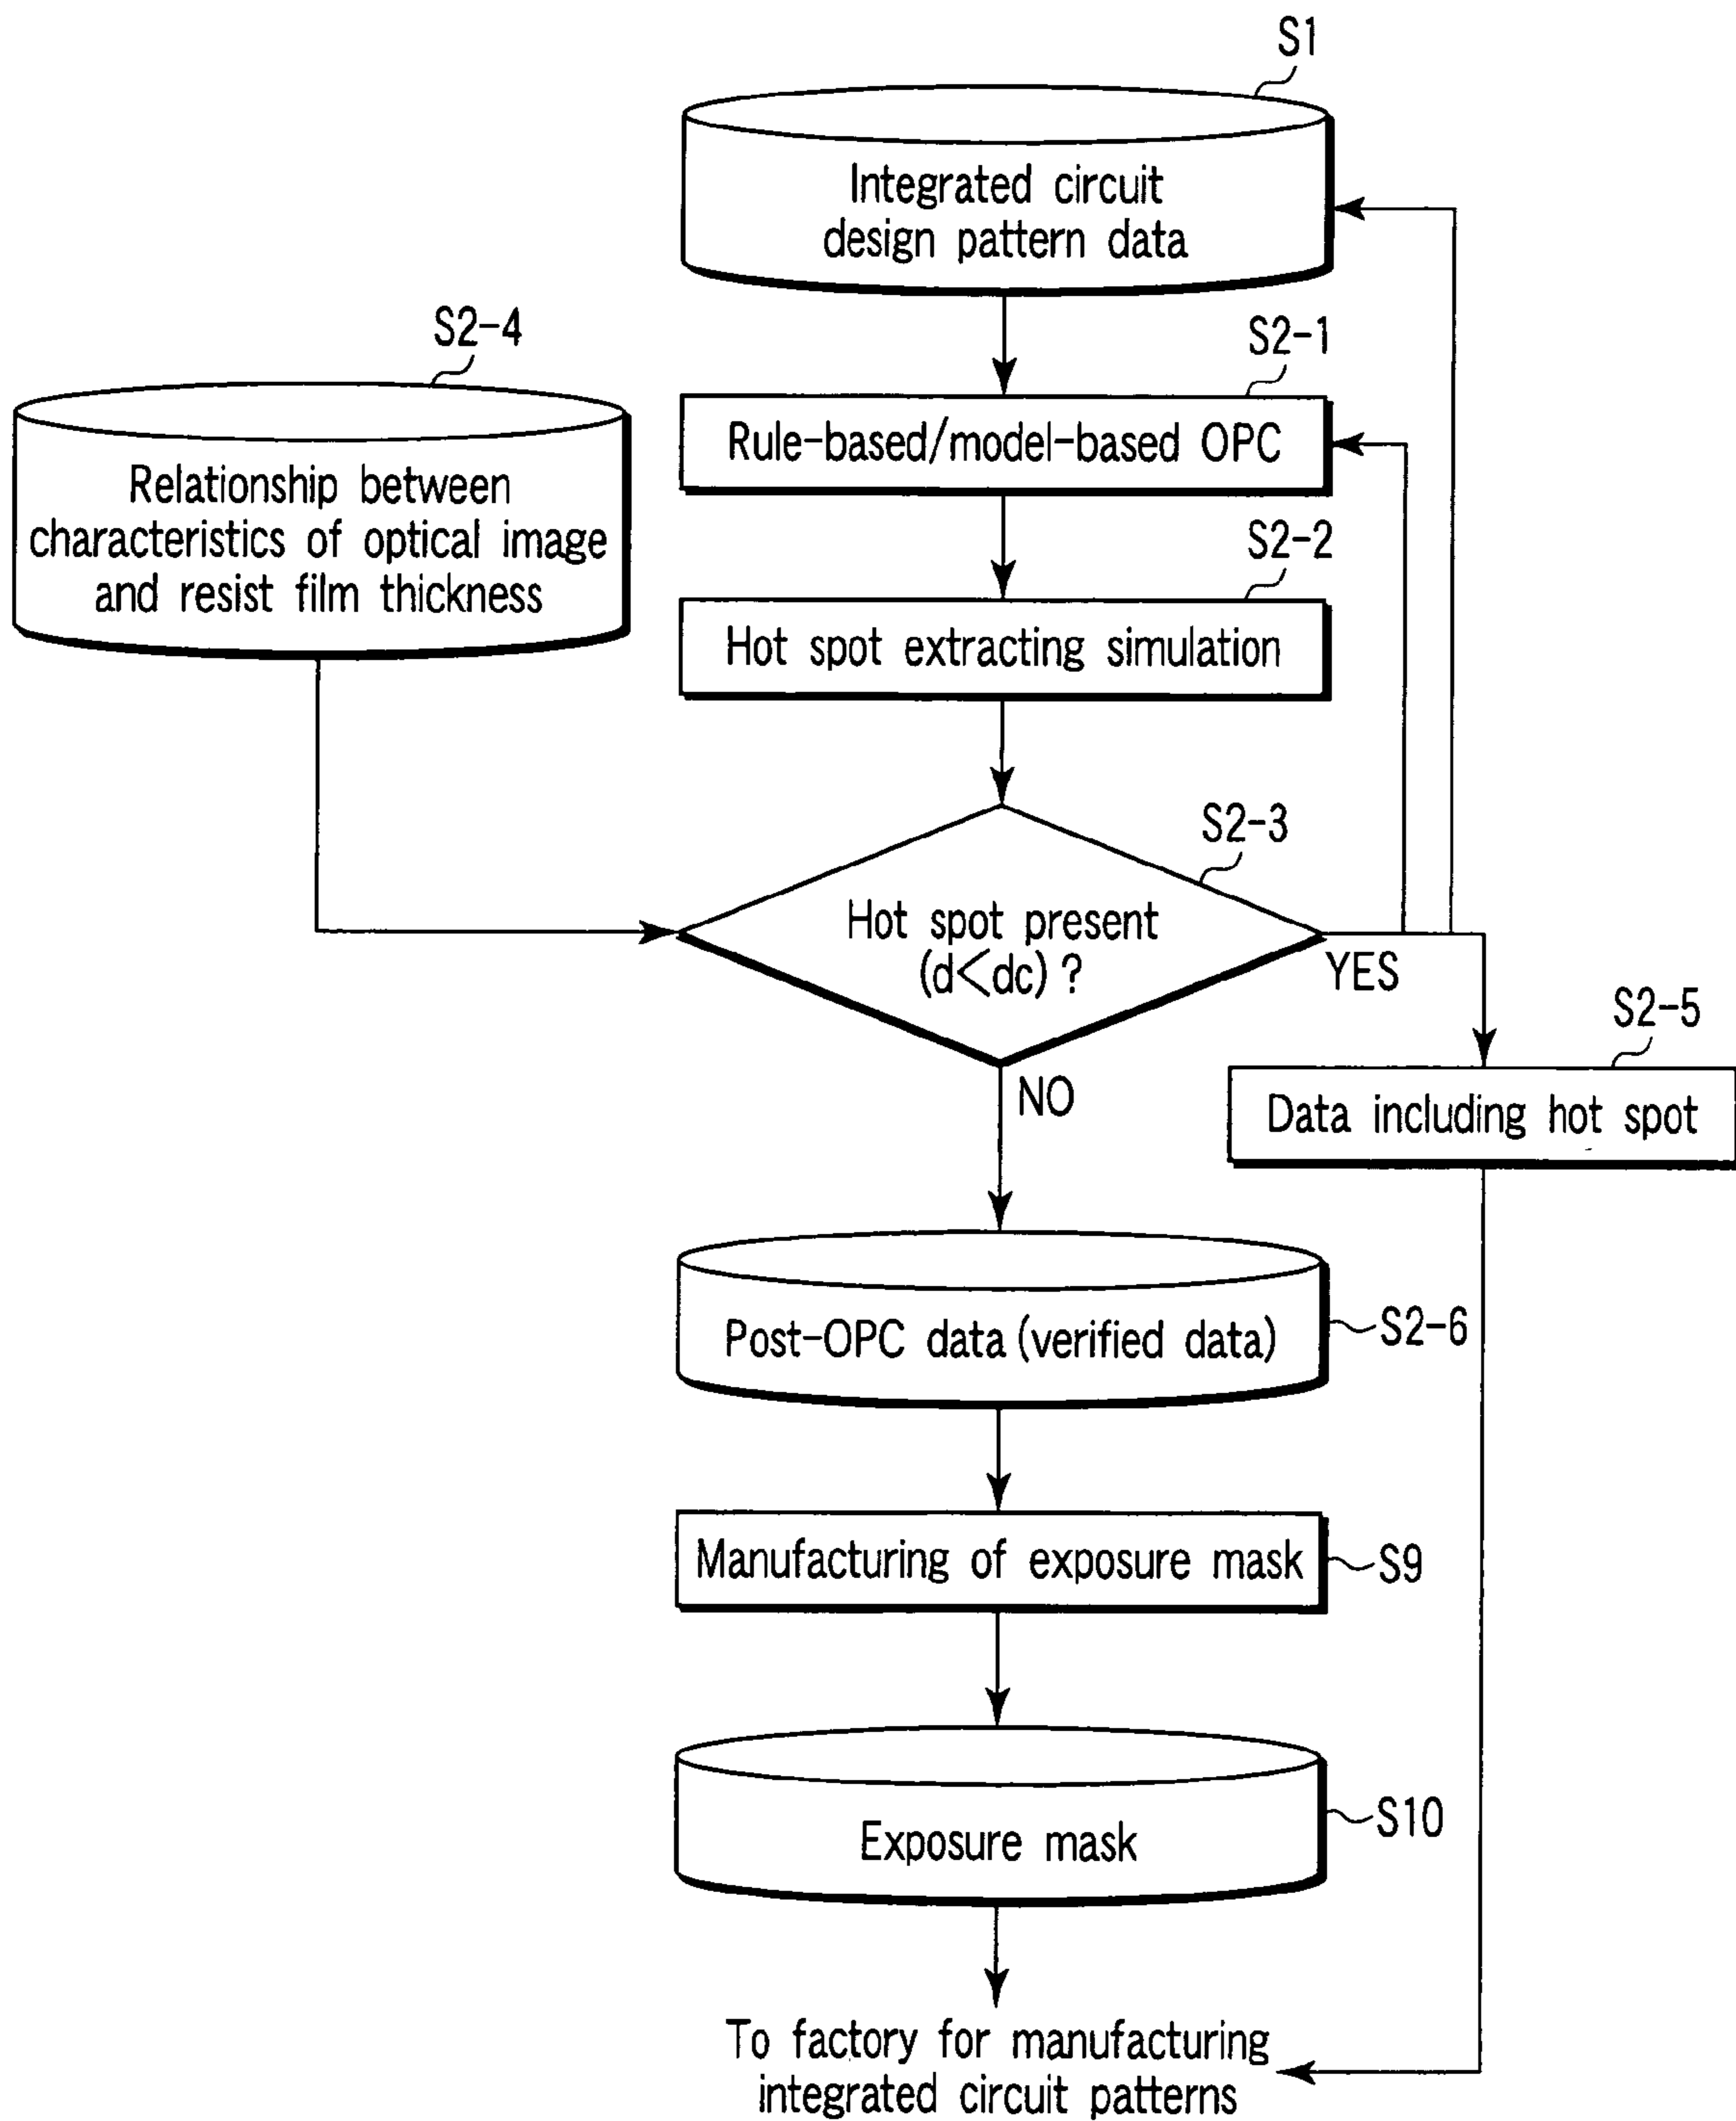 S1
Integrated circuit
design pattern data
S2-4
Relationship between
characteristics of optical image
and resist film thickness
S2-1
Rule-based/model-based OPC
S2-2
Hot spot extracting simulation
S2-3
Hot spot present
(d<dc) ?
YES
NO
S2-5
Data including hot spot
Post-OPC data (verified data)
S2-6
Manufacturing of exposure mask
S9
Exposure mask
S10
To factory for manufacturing
integrated circuit patterns